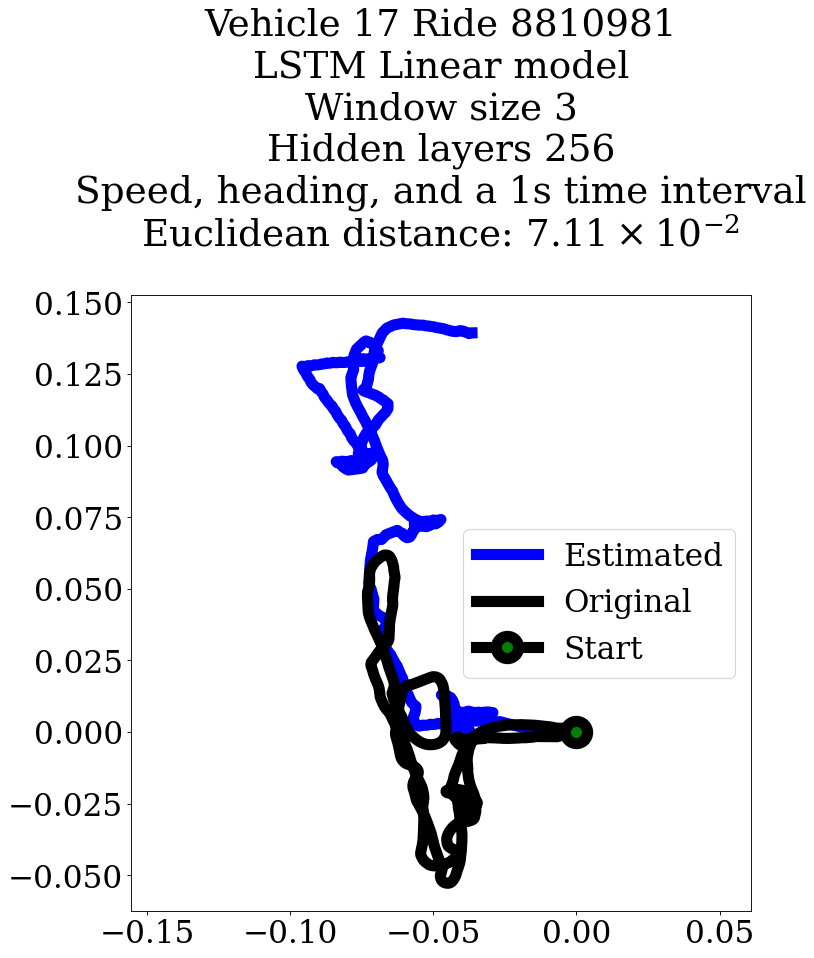 Vehicle 17 Ride 8810981
LSTM Linear model
Window size 3
Hidden layers 256
Speed, heading, and a 1s time interval
Euclidean distance: 7.11 × 10⁻²
0.150
0.125
0.100
0.075
0.050
0.025
0.000
−0.025
−0.050
Estimated
Original
Start
−0.15 −0.10 −0.05 0.00 0.05